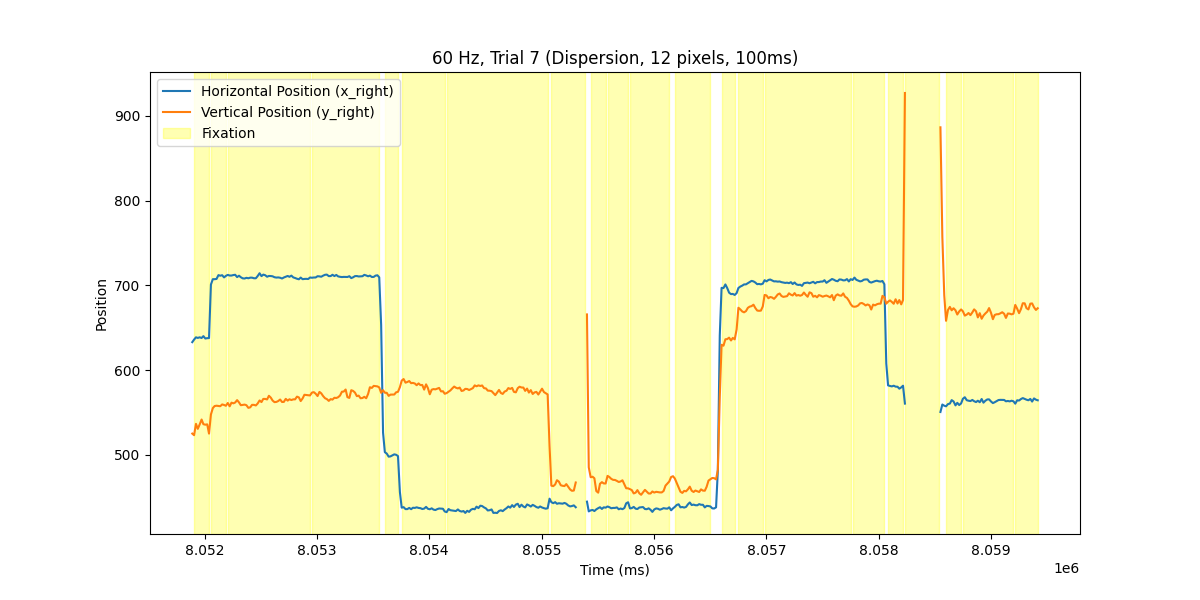 60 Hz, Trial 7 (Dispersion, 12 pixels, 100ms)
Horizontal Position (x_right)
Vertical Position (y_right)
Fixation
900
800
700
600
500
Position
8.052 8.053 8.054 8.055 8.056 8.057 8.058 8.059
Time (ms)
1e6